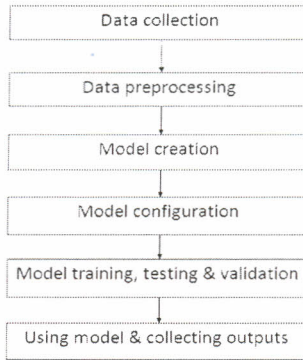 Data collection
Data preprocessing
Model creation
Model configuration
Model training, testing & validation
Using model & collecting outputs